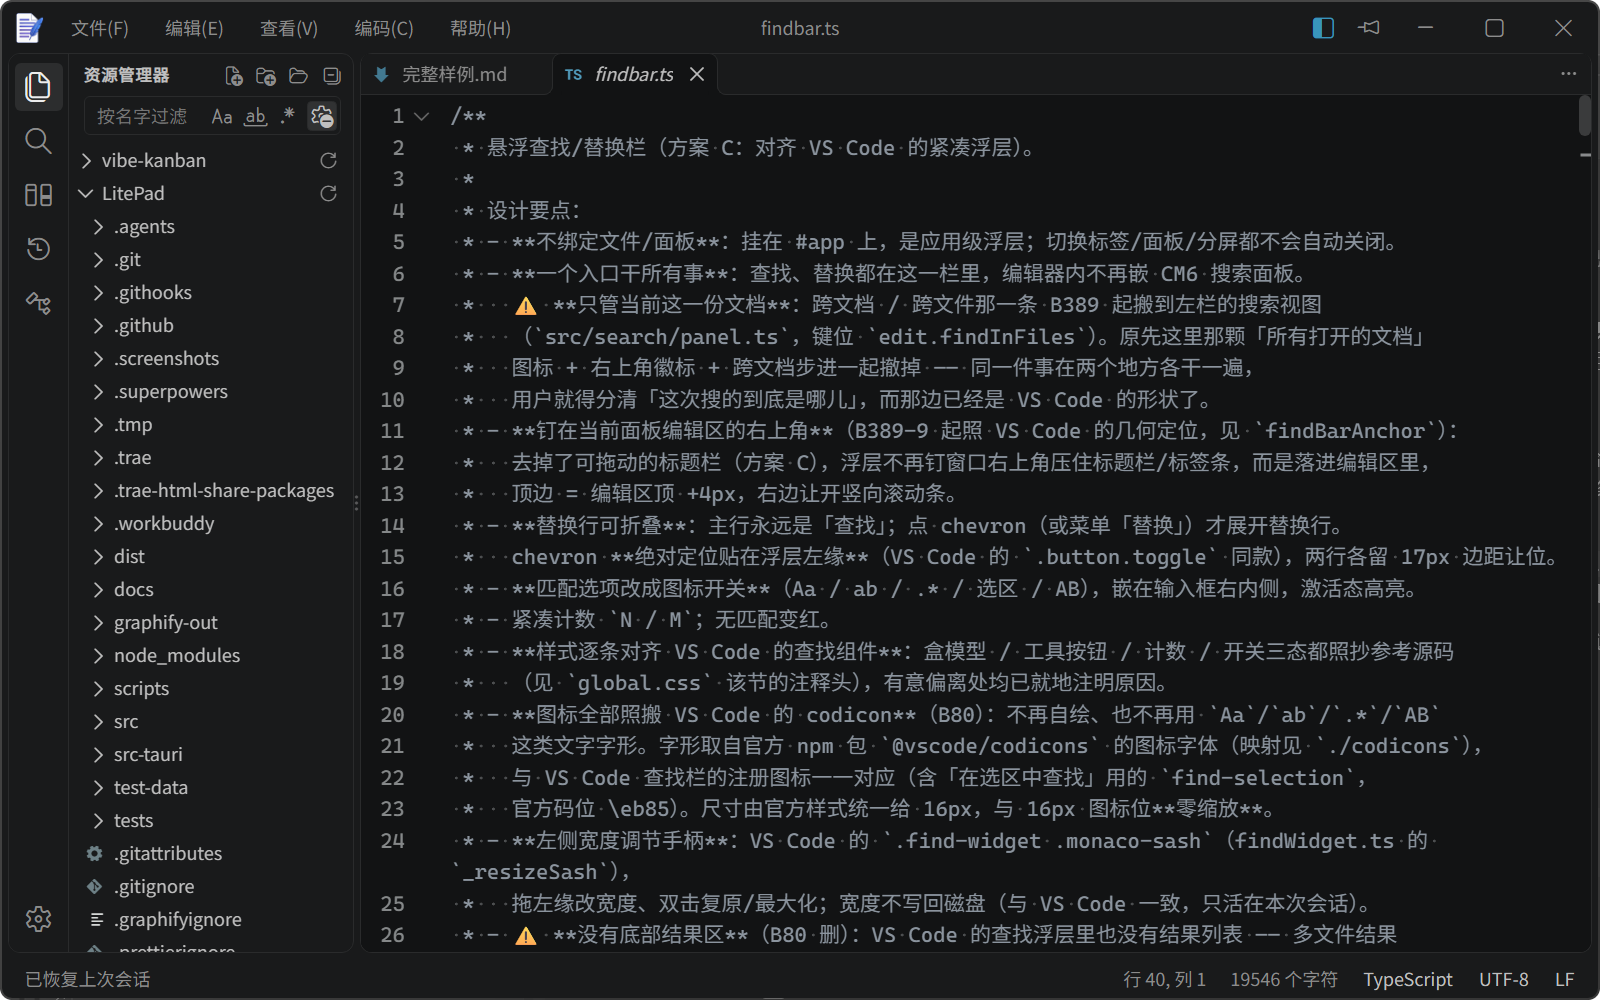 文件(F) 编辑(E) 查看(V) 编码(C) 帮助(H)
findbar.ts
资源管理器
按名字过滤 Aa ab .*
vibe-kanban
LitePad
.agents
.git
.githooks
.github
.screenshots
.superpowers
.tmp
.trae
.trae-html-share-packages
.workbuddy
dist
docs
graphify-out
node_modules
scripts
src
src-tauri
test-data
tests
.gitattributes
.gitignore
.graphifyignore
.prettierignore
完整样例.md
TS findbar.ts
1 /**
2 * 悬浮查找/替换栏（方案 C：对齐 VS Code 的紧凑浮层）。
3 *
4 * 设计要点：
5 * - **不绑定文件/面板**：挂在 #app 上，是应用级浮层；切换标签/面板/分屏都不会自动关闭。
6 * - **一个入口干所有事**：查找、替换都在这一栏里，编辑器内不再嵌 CM6 搜索面板。
7 * ⚠️ **只管当前这一份文档**：跨文档 / 跨文件那一条 B389 起搬到左栏的搜索视图
8 * （`src/search/panel.ts`，键位 `edit.findInFiles`）。原先这里那颗「所有打开的文档」
9 * 图标 + 右上角徽标 + 跨文档步进一起撤掉 —— 同一件事在两个地方各干一遍，
10 * 用户就得分清「这次搜的到底是哪儿」，而那边已经是 VS Code 的形状了。
11 * - **钉在当前面板编辑区的右上角**（B389-9 起照 VS Code 的几何定位，见 `findBarAnchor`）：
12 * 去掉了可拖动的标题栏（方案 C），浮层不再钉窗口右上角压住标题栏/标签条，而是落进编辑区里，
13 * 顶边 = 编辑区顶 +4px，右边让开竖向滚动条。
14 * - **替换行可折叠**：主行永远是「查找」；点 chevron（或菜单「替换」）才展开替换行。
15 * chevron **绝对定位贴在浮层左缘**（VS Code 的 `.button.toggle` 同款），两行各留 17px 边距让位。
16 * - **匹配选项改成图标开关**（Aa / ab / .* / 选区 / AB），嵌在输入框右内侧，激活态高亮。
17 * - 紧凑计数 `N / M`；无匹配变红。
18 * - **样式逐条对齐 VS Code 的查找组件**：盒模型 / 工具按钮 / 计数 / 开关三态都照抄参考源码
19 * （见 `global.css` 该节的注释头），有意偏离处均已就地注明原因。
20 * - **图标全部照搬 VS Code 的 codicon**（B80）：不再自绘、也不再用 `Aa`/`ab`/`.*`/`AB`
21 * 这类文字字形。字形取自官方 npm 包 `@vscode/codicons` 的图标字体（映射见 `./codicons`），
22 * 与 VS Code 查找栏的注册图标一一对应（含「在选区中查找」用的 `find-selection`，
23 * 官方码位 \eb85）。尺寸由官方样式统一给 16px，与 16px 图标位**零缩放**。
24 * - **左侧宽度调节手柄**：VS Code 的 `.find-widget .monaco-sash`（findWidget.ts 的
`_resizeSash`），
25 * 拖左缘改宽度、双击复原/最大化；宽度不写回磁盘（与 VS Code 一致，只活在本次会话）。
26 * - ⚠️ **没有底部结果区**（B80 删）：VS Code 的查找浮层里也没有结果列表 —— 多文件结果
已恢复上次会话
行 40, 列 1 19546 个字符 TypeScript UTF-8 LF